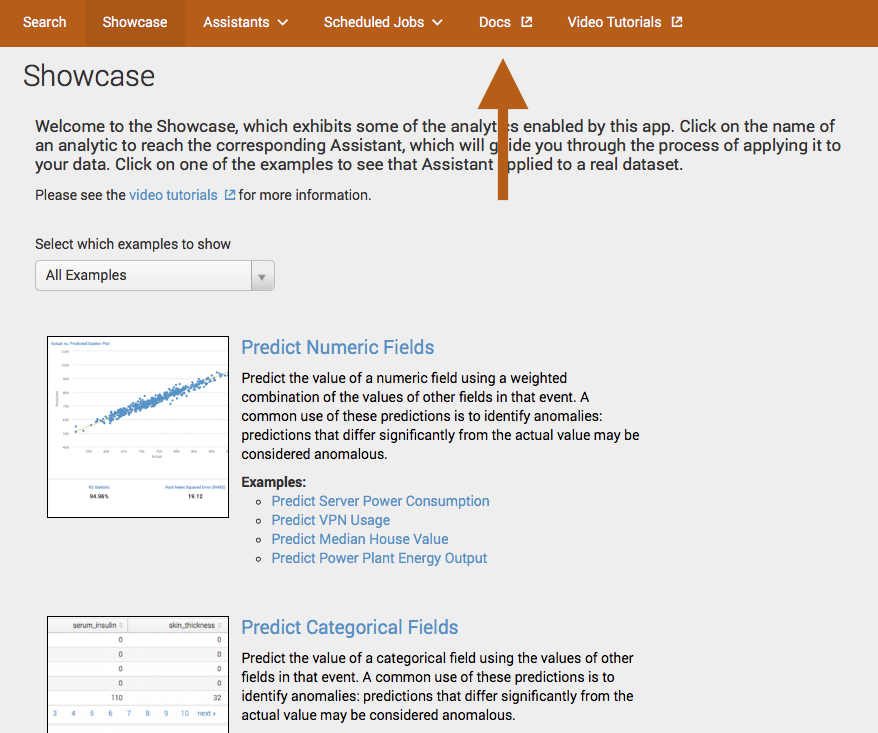 Search Showcase Assistants Scheduled Jobs Docs Video Tutorials
Showcase
Welcome to the Showcase, which exhibits some of the analytics enabled by this app. Click on the name of
an analytic to reach the corresponding Assistant, which will guide you through the process of applying it to
your data. Click on one of the examples to see that Assistant applied to a real dataset.
Please see the video tutorials for more information.
Select which examples to show
All Examples
Actual vs. Predicted Scatter Plot
Predicted
Actual
R2 Statistic Root Mean Squared Error (RMSE)
94.96% 19.12
Predict Numeric Fields
Predict the value of a numeric field using a weighted
combination of the values of other fields in that event. A
common use of these predictions is to identify anomalies:
predictions that differ significantly from the actual value may be
considered anomalous.
Examples:
Predict Server Power Consumption
Predict VPN Usage
Predict Median House Value
Predict Power Plant Energy Output
serum_insulin skin_thickness
0 0
0 0
0 0
0 0
110 32
3 4 5 6 7 8 9 10 next »
Predict Categorical Fields
Predict the value of a categorical field using the values of other
fields in that event. A common use of these predictions is to
identify anomalies: predictions that differ significantly from the
actual value may be considered anomalous.